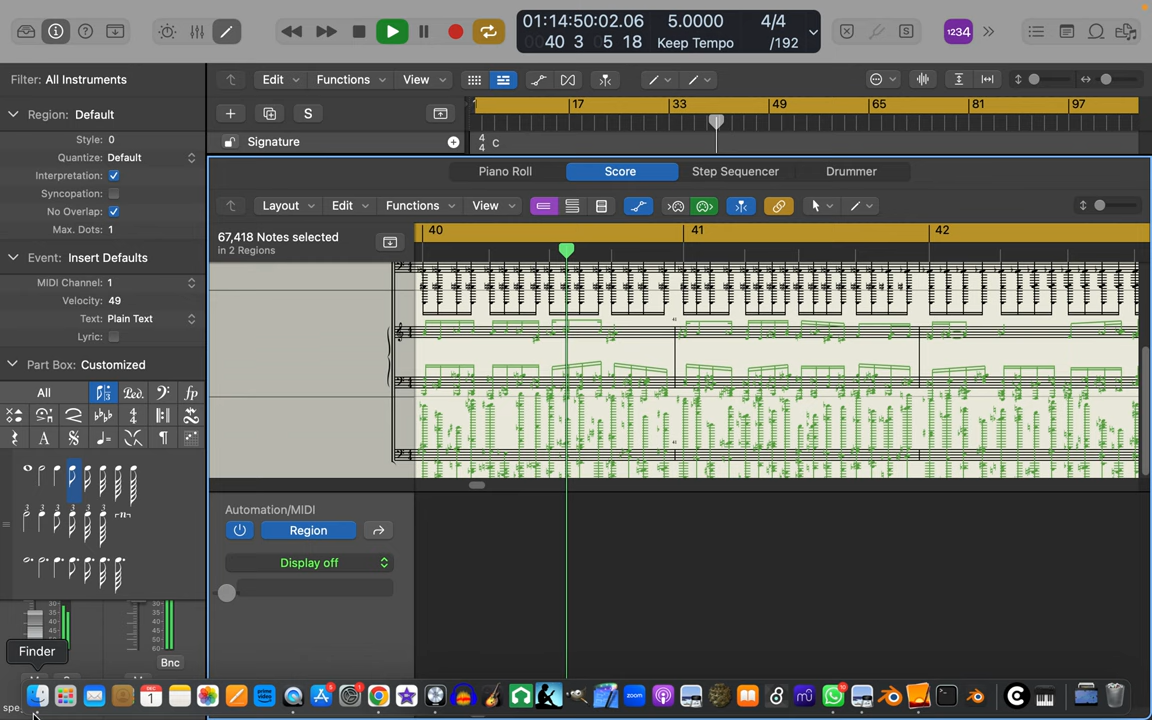 1234
01:14:50:02.06 5.0000 4/4
40 3 5 18 Keep Tempo /192
Filter: All Instruments
Edit Functions View
Region: Default
1 17 33 49 65 81 97
S
Style: 0
Signature 4 4 C
Quantize: Default
Interpretation:
Piano Roll Score Step Sequencer Drummer
Syncopation:
No Overlap:
Layout Edit Functions View
Max. Dots: 1
67,418 Notes selected
in 2 Regions
40 41 42
Event: Insert Defaults
MIDI Channel: 1
Velocity: 49
Text: Plain Text
Lyric:
Part Box: Customized
All
Automation/MIDI
Region
Display off
Finder
Bnc
spe